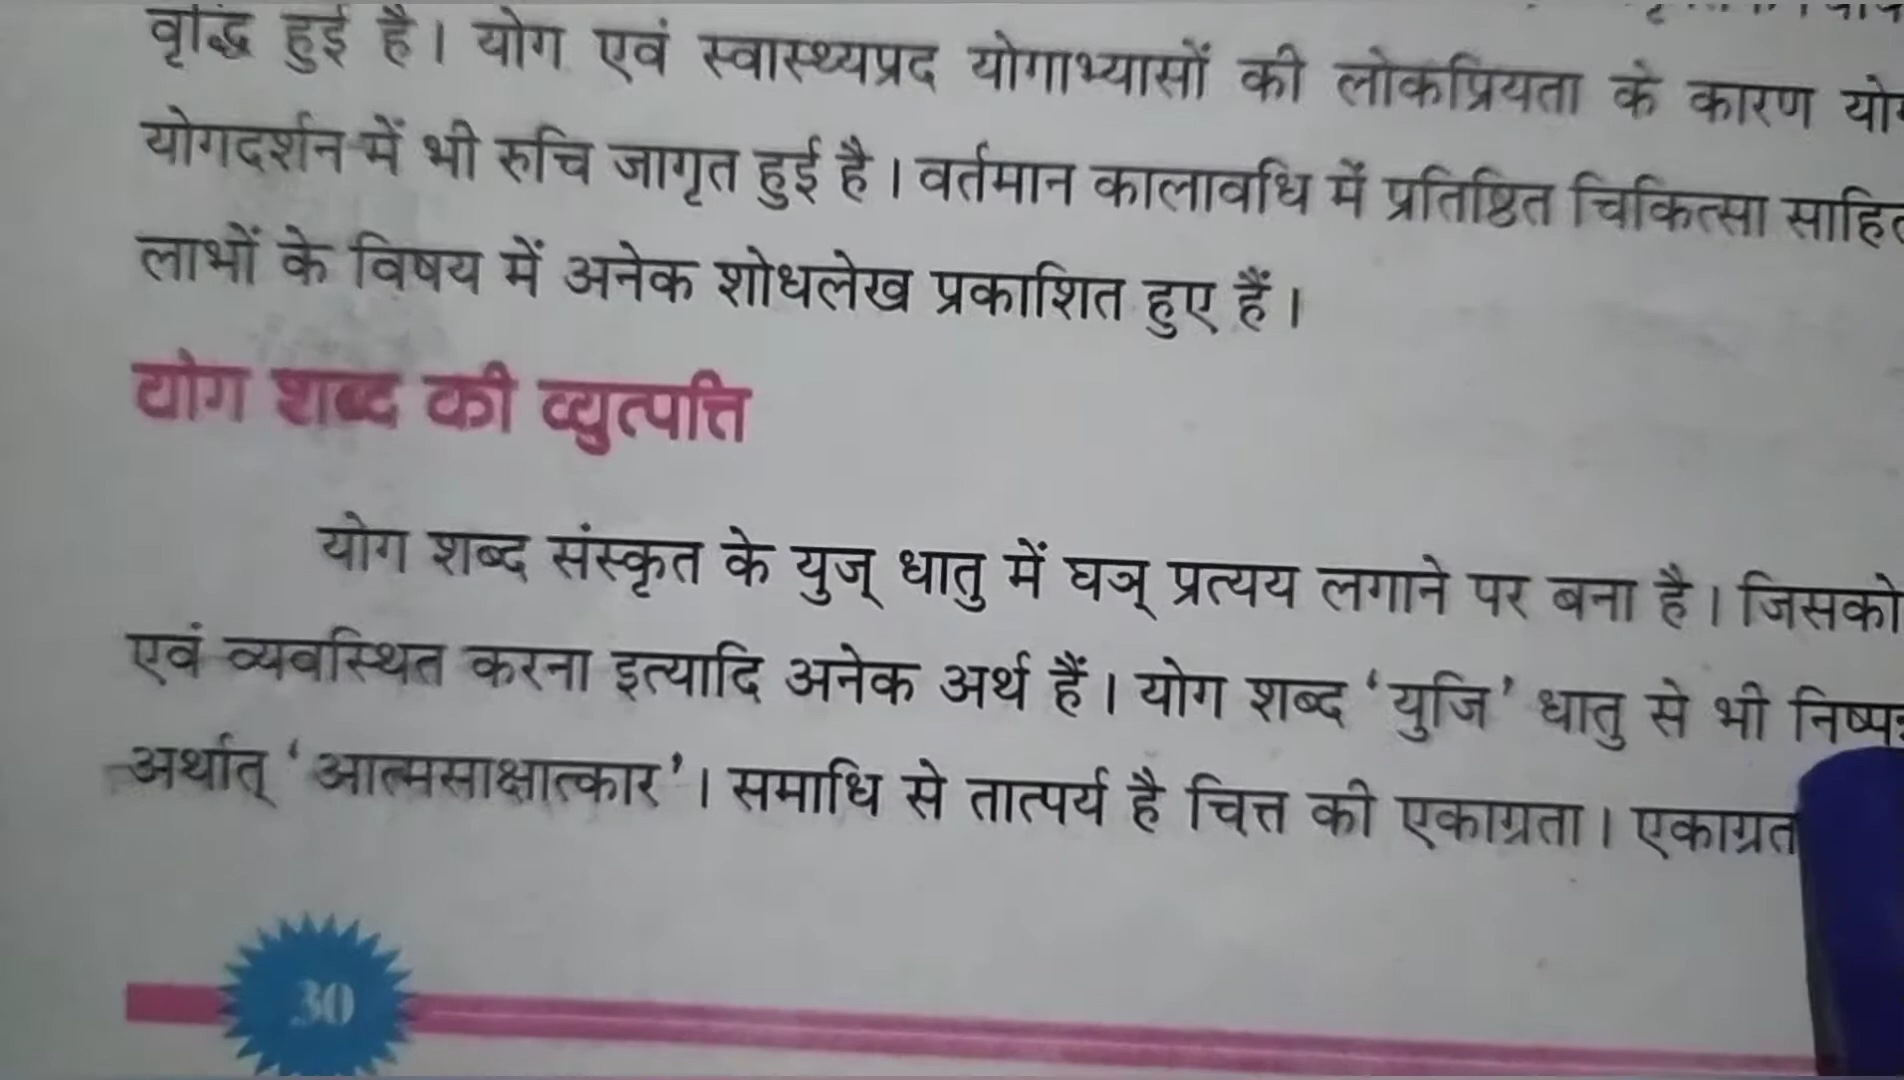 वृद्धि हुई है। योग एवं स्वास्थ्यप्रद योगाभ्यासों की लोकप्रियता के कारण
योगदर्शन में भी रुचि जागृत हुई है। वर्तमान कालावधि में प्रतिष्ठित चिकित्सा
लाभों के विषय में अनेक शोधलेख प्रकाशित हुए हैं।
योग शब्द की व्युत्पत्ति
योग शब्द संस्कृत के युज् धातु में घञ् प्रत्यय लगाने पर बना है। जिसको
एवं व्यवस्थित करना इत्यादि अनेक अर्थ हैं। योग शब्द ‘युजि’ धातु से भी
अर्थात् ‘आत्मसाक्षात्कार’। समाधि से तात्पर्य है चित्त की एकाग्रता।
30